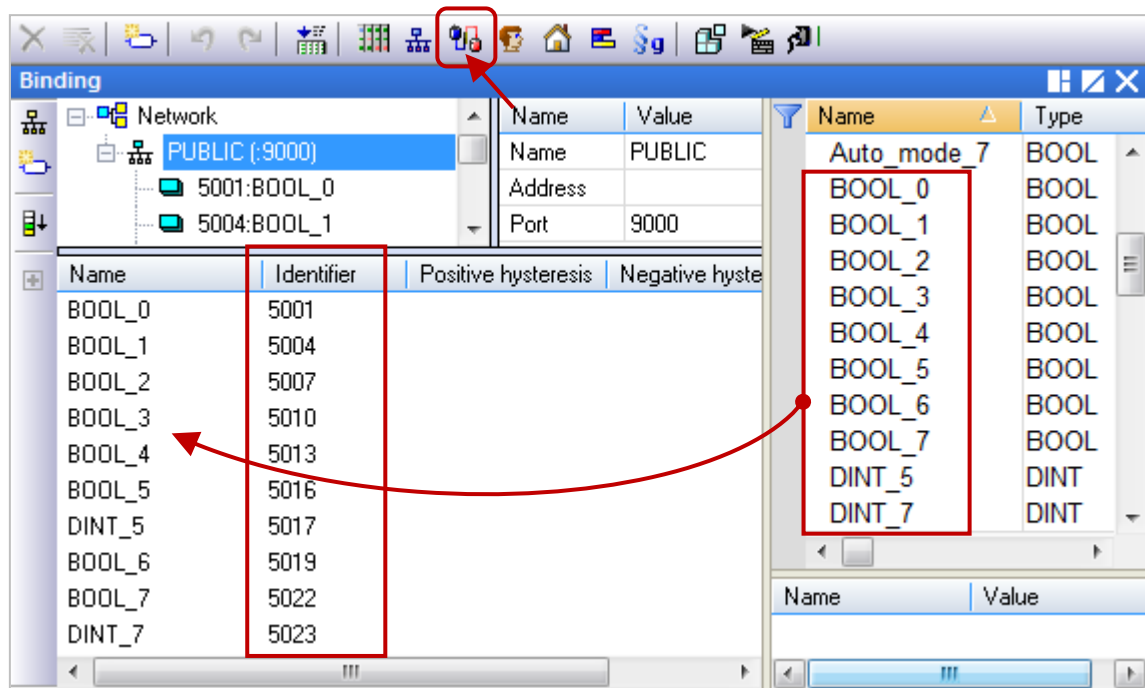 Binding
Network
PUBLIC (:9000)
5001:BOOL_0
5004:BOOL_1
Name Value
Name PUBLIC
Address
Port 9000
Name Identifier Positive hysteresis Negative hyste
BOOL_0 5001
BOOL_1 5004
BOOL_2 5007
BOOL_3 5010
BOOL_4 5013
BOOL_5 5016
DINT_5 5017
BOOL_6 5019
BOOL_7 5022
DINT_7 5023
Name Type
Auto_mode_7 BOOL
BOOL_0 BOOL
BOOL_1 BOOL
BOOL_2 BOOL
BOOL_3 BOOL
BOOL_4 BOOL
BOOL_5 BOOL
BOOL_6 BOOL
BOOL_7 BOOL
DINT_5 DINT
DINT_7 DINT
Name Value